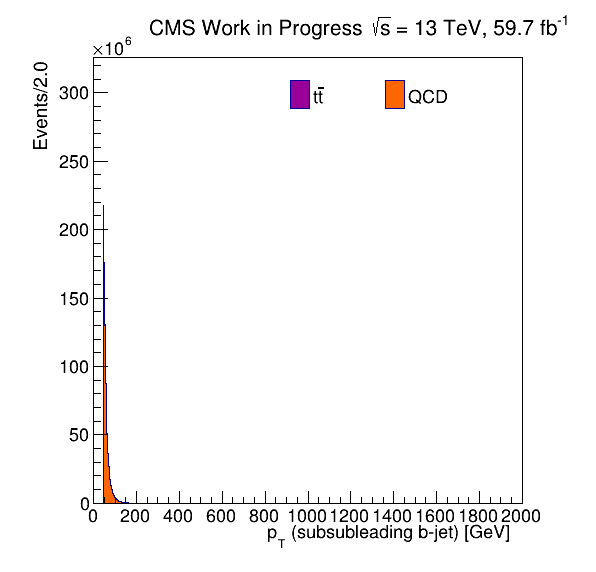 CMS Work in Progress √s = 13 TeV, 59.7 fb⁻¹
×10⁶
Events/2.0
tt̄
QCD
300
250
200
150
100
50
0
0 200 400 600 800 1000 1200 1400 1600 1800 2000
p_T (subsubleading b-jet) [GeV]